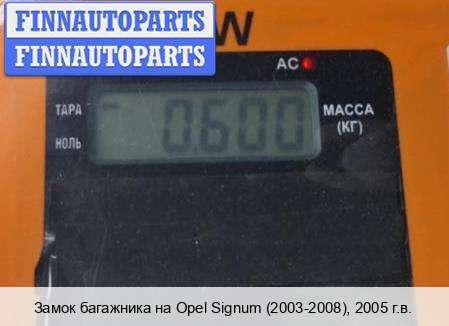 FINNAUTOPARTS
FINNAUTOPARTS
W
AC
ТАРА
0.600
МАССА
(КГ)
НОЛЬ
Замок багажника на Opel Signum (2003-2008), 2005 г.в.